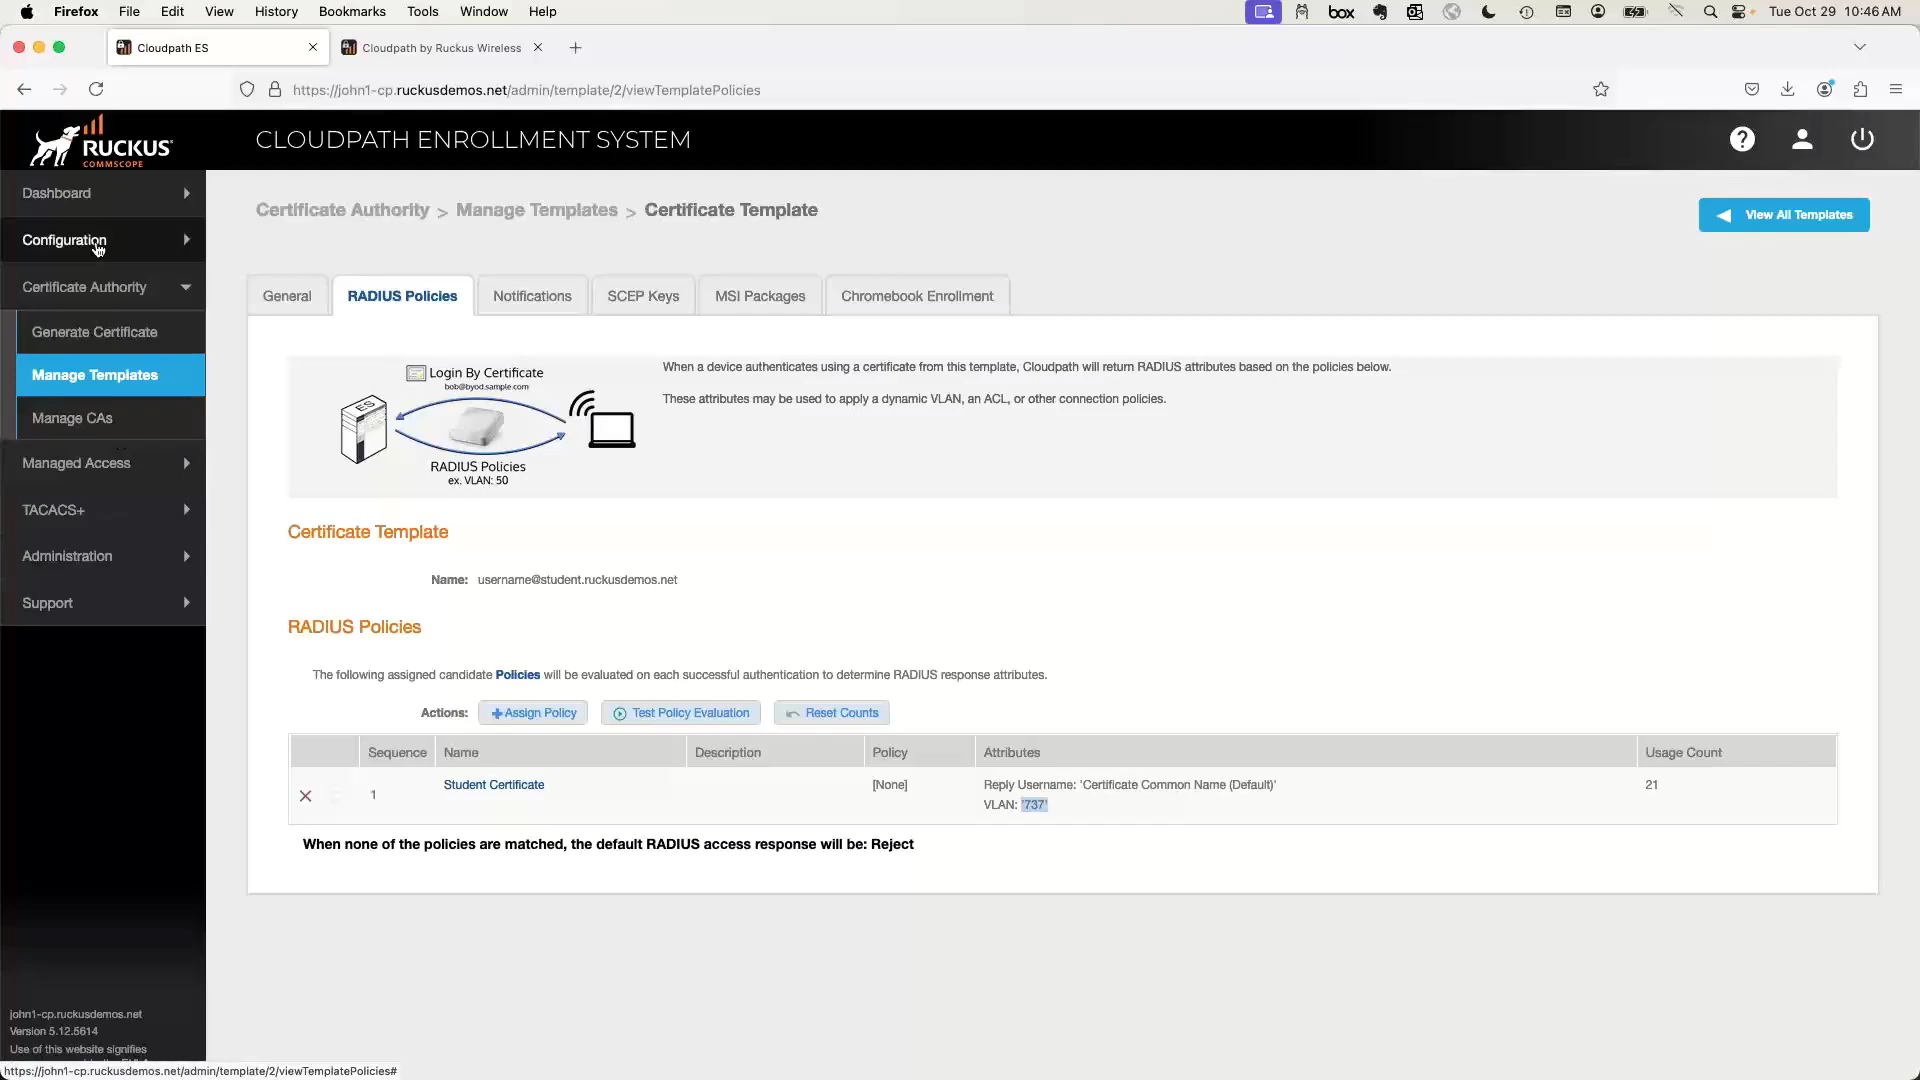 Firefox File Edit View History Bookmarks Tools Window Help
box
Tue Oct 29 10:46 AM
Cloudpath ES
Cloudpath by Ruckus Wireless
https://john1-cp.ruckusdemos.net/admin/template/2/viewTemplatePolicies
RUCKUS
COMMSCOPE
CLOUDPATH ENROLLMENT SYSTEM
Dashboard
Configuration
Certificate Authority
Generate Certificate
Manage Templates
Manage CAs
Managed Access
TACACS+
Administration
Support
Certificate Authority > Manage Templates > Certificate Template
View All Templates
General
RADIUS Policies
Notifications
SCEP Keys
MSI Packages
Chromebook Enrollment
Login By Certificate
bob@byod.sample.com
ES
RADIUS Policies
ex. VLAN: 50
When a device authenticates using a certificate from this template, Cloudpath will return RADIUS attributes based on the policies below.
These attributes may be used to apply a dynamic VLAN, an ACL, or other connection policies.
Certificate Template
Name: username@student.ruckusdemos.net
RADIUS Policies
The following assigned candidate Policies will be evaluated on each successful authentication to determine RADIUS response attributes.
Actions: +Assign Policy Test Policy Evaluation Reset Counts
Sequence Name Description Policy Attributes Usage Count
1 Student Certificate [None] Reply Username: 'Certificate Common Name (Default)' 21
VLAN: '737'
When none of the policies are matched, the default RADIUS access response will be: Reject
john1-cp.ruckusdemos.net
Version 5.12.5614
Use of this website signifies
https://john1-cp.ruckusdemos.net/admin/template/2/viewTemplatePolicies#